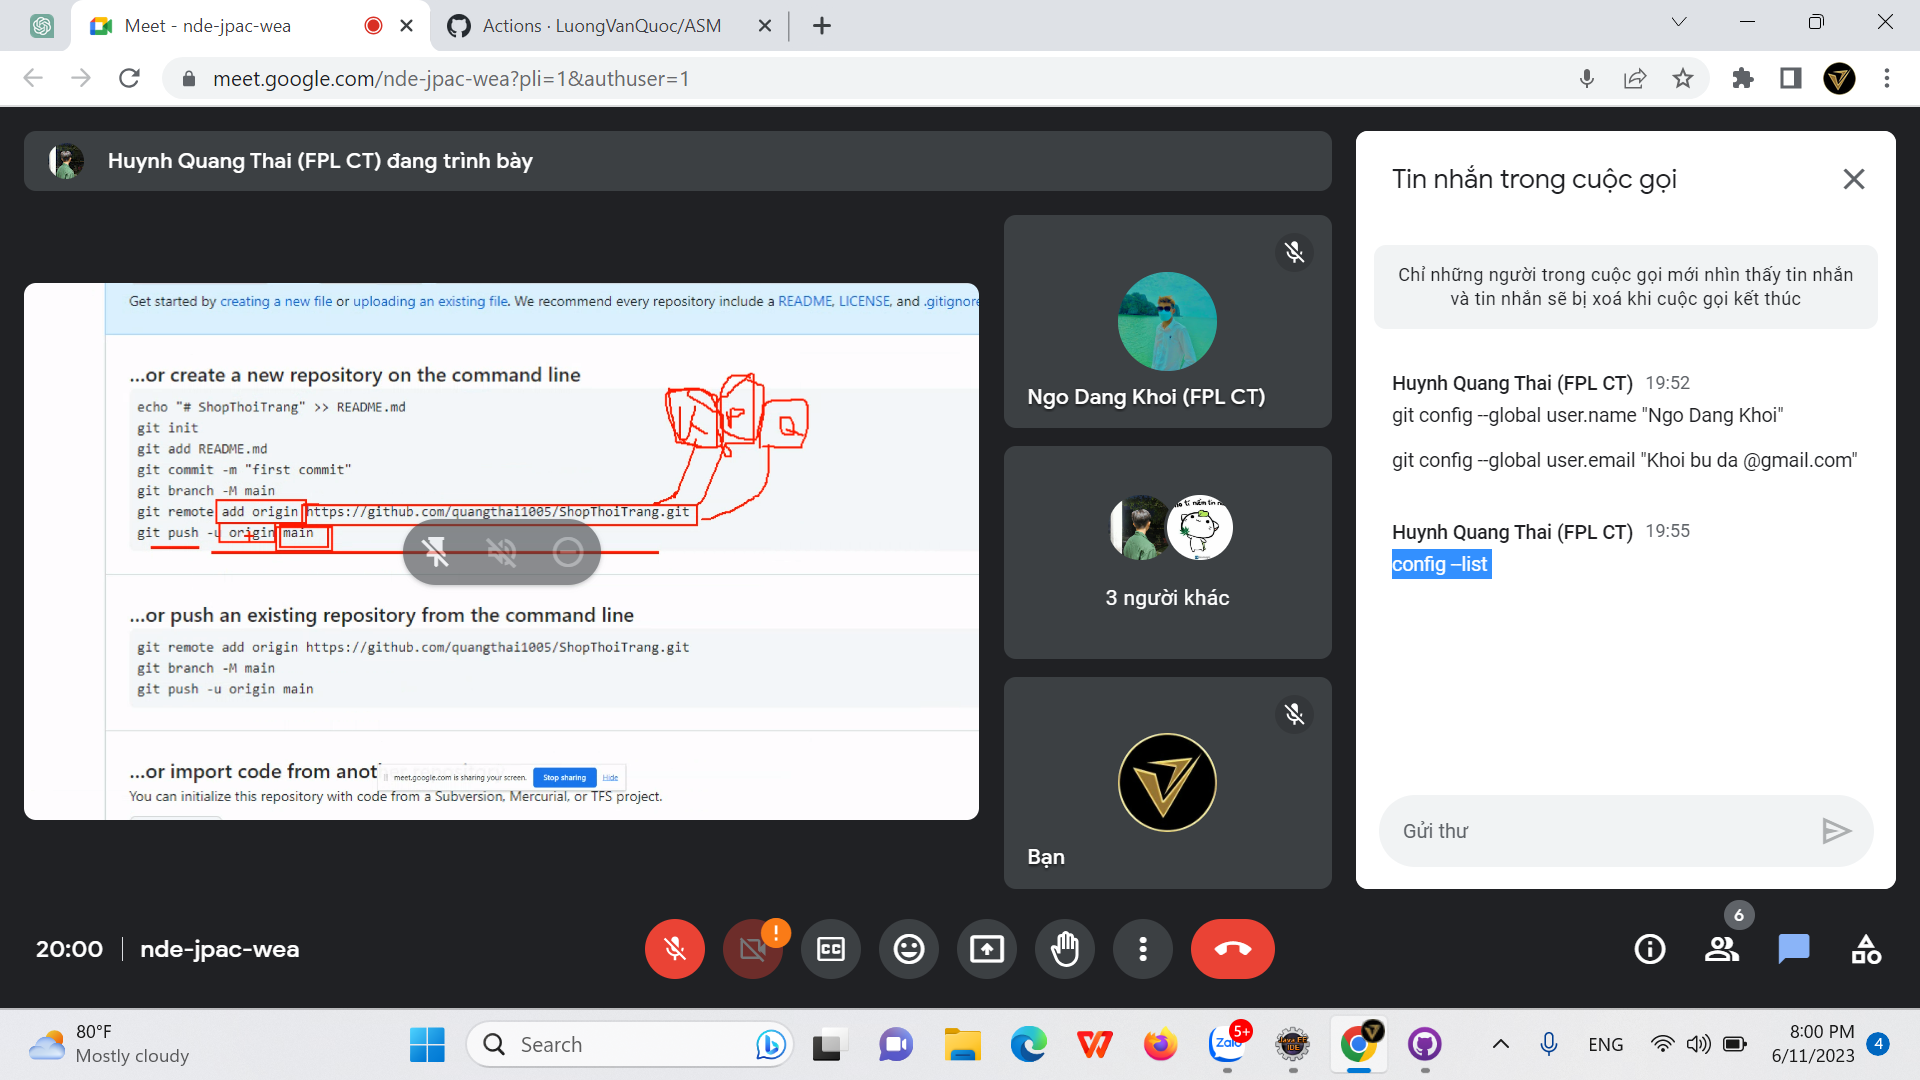 Meet - nde-jpac-wea
Actions · LuongVanQuoc/ASM
meet.google.com/nde-jpac-wea?pli=1&authuser=1
Huynh Quang Thai (FPL CT) đang trình bày
Get started by creating a new file or uploading an existing file. We recommend every repository include a README, LICENSE, and .gitignore
...or create a new repository on the command line
echo "# ShopThoiTrang" >> README.md
git init
git add README.md
git commit -m "first commit"
git branch -M main
git remote add origin https://github.com/quangthai1005/ShopThoiTrang.git
git push -u origin main
K
P
Q
...or push an existing repository from the command line
git remote add origin https://github.com/quangthai1005/ShopThoiTrang.git
git branch -M main
git push -u origin main
...or import code from anot
meet.google.com is sharing your screen.
Stop sharing
Hide
You can initialize this repository with code from a Subversion, Mercurial, or TFS project.
Ngo Dang Khoi (FPL CT)
3 người khác
Bạn
Tin nhắn trong cuộc gọi
Chỉ những người trong cuộc gọi mới nhìn thấy tin nhắn
và tin nhắn sẽ bị xoá khi cuộc gọi kết thúc
Huynh Quang Thai (FPL CT) 19:52
git config --global user.name "Ngo Dang Khoi"
git config --global user.email "Khoi bu da @gmail.com"
Huynh Quang Thai (FPL CT) 19:55
config --list
Gửi thư
20:00 | nde-jpac-wea
!
CC
6
80°F
Mostly cloudy
Search
Zalo
5+
Java EE
IDE
ENG
8:00 PM
6/11/2023
4